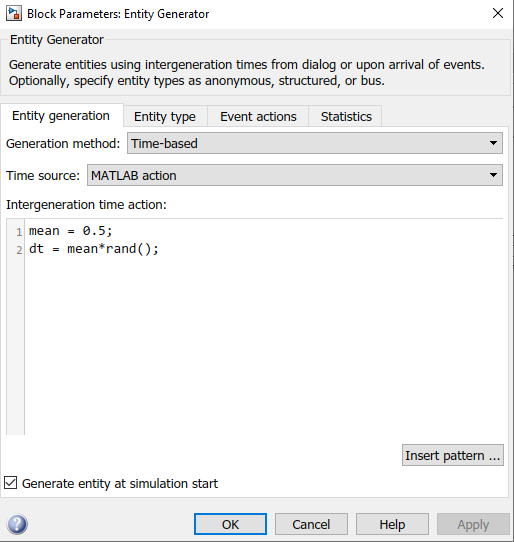 Block Parameters: Entity Generator
Entity Generator
Generate entities using intergeneration times from dialog or upon arrival of events.
Optionally, specify entity types as anonymous, structured, or bus.
Entity generation Entity type Event actions Statistics
Generation method: Time-based
Time source: MATLAB action
Intergeneration time action:
1 mean = 0.5;
2 dt = mean*rand();
Insert pattern ...
Generate entity at simulation start
? OK Cancel Help Apply